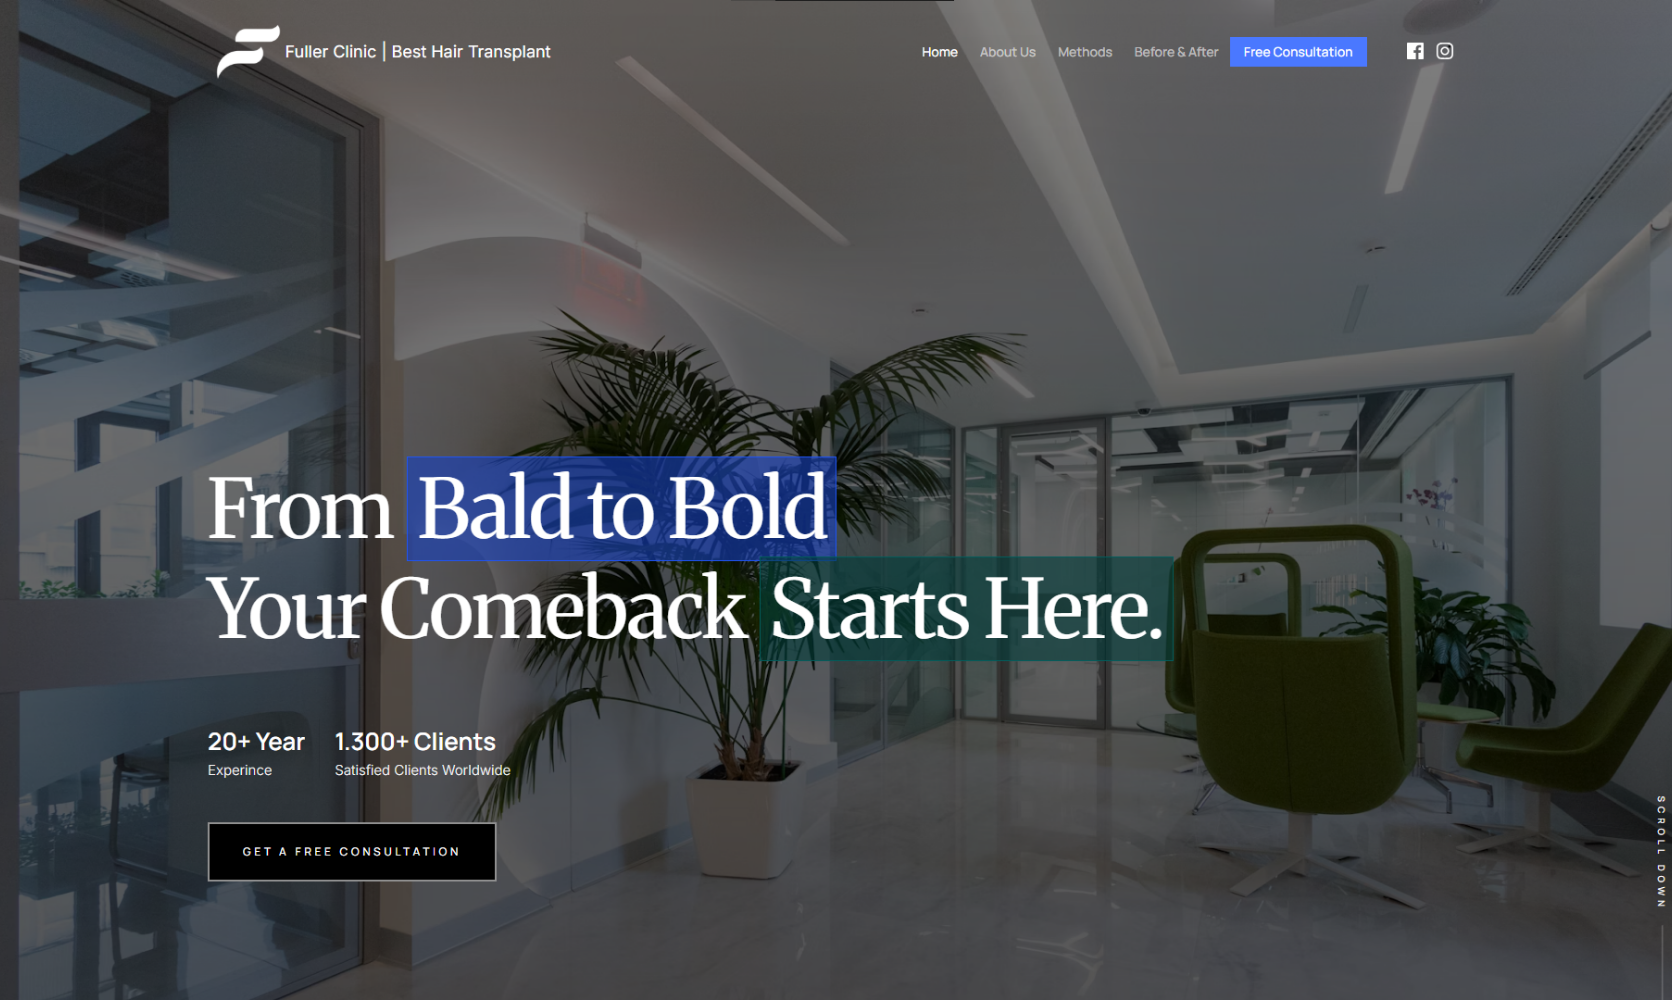 Fuller Clinic | Best Hair Transplant
Home About Us Methods Before & After Free Consultation
From Bald to Bold
Your Comeback Starts Here.
20+ Year 1.300+ Clients
Experince Satisfied Clients Worldwide
GET A FREE CONSULTATION
SCROLL DOWN